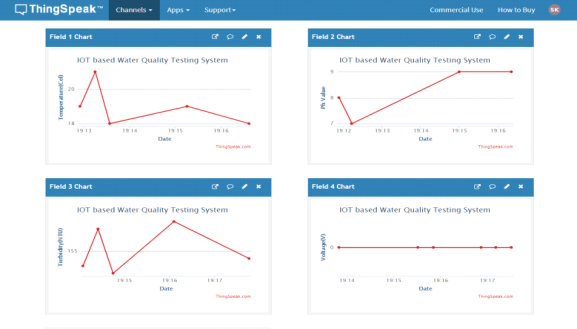 ThingSpeak™ Channels Apps Support Commercial Use How to Buy SK
Field 1 Chart
IOT based Water Quality Testing System
Temperature(Cel)
20
18
19:13 19:14 19:15 19:16
Date
ThingSpeak.com
Field 2 Chart
IOT based Water Quality Testing System
Ph Value
9
7
19:12 19:13 19:14 19:15 19:16
Date
ThingSpeak.com
Field 3 Chart
IOT based Water Quality Testing System
Turbidity(NTU)
155
19:15 19:16 19:17
Date
ThingSpeak.com
Field 4 Chart
IOT based Water Quality Testing System
Voltage(V)
0
19:14 19:15 19:16 19:17
Date
ThingSpeak.com